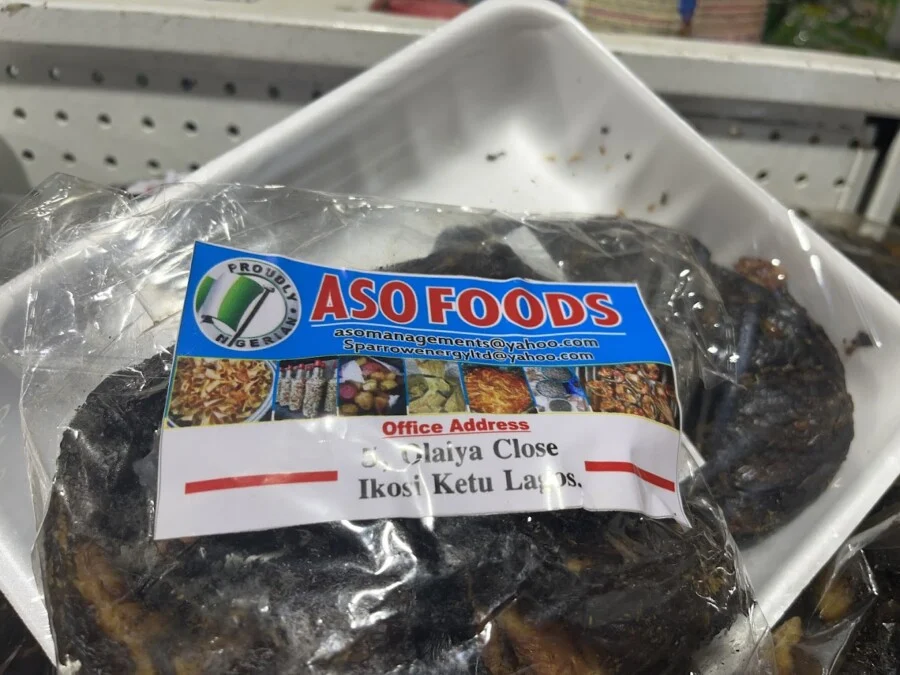 PROUDLY
NIGERIAN
ASO FOODS
asomanagements@yahoo.com
Sparrowenergyltd@yahoo.com
Office Address
Olaiya Close
Ikosi Ketu Lagos.